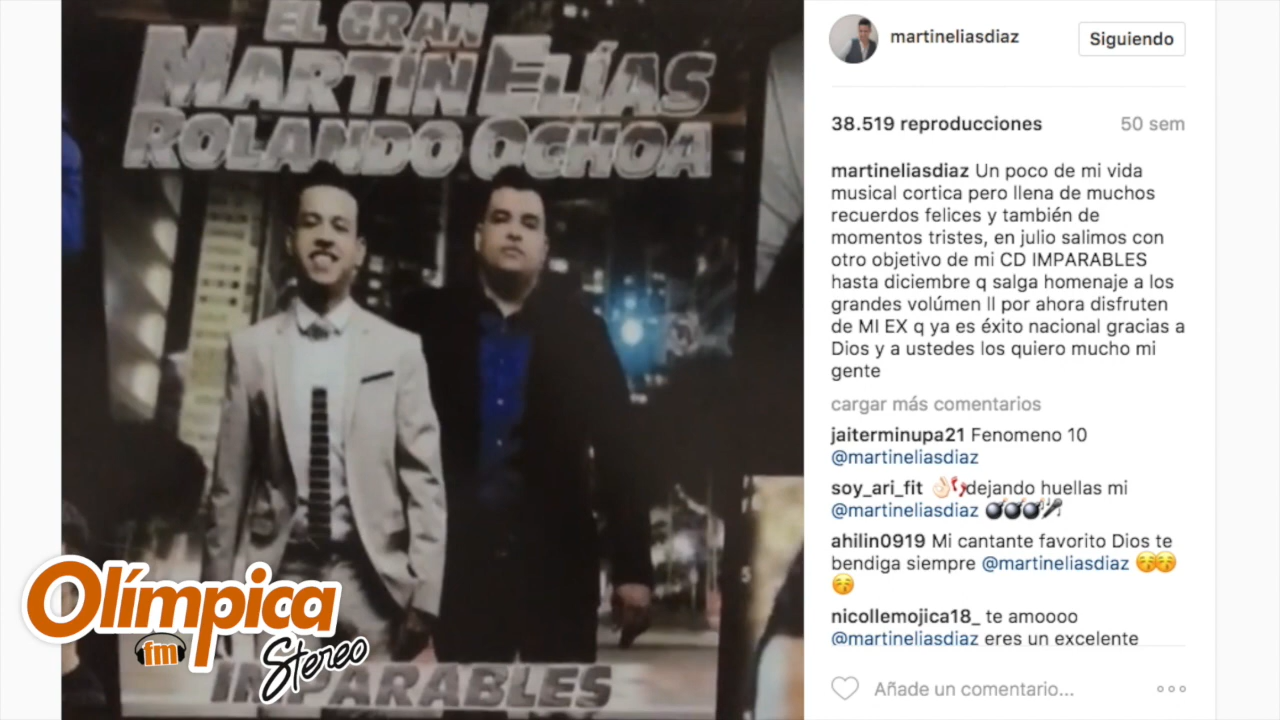 EL GRAN
MARTÍN ELÍAS
ROLANDO OCHOA
IMPARABLES
Olímpica
fm
Stereo
martineliasdiaz
Siguiendo
38.519 reproducciones
50 sem
martineliasdiaz Un poco de mi vida
musical cortica pero llena de muchos
recuerdos felices y también de
momentos tristes, en julio salimos con
otro objetivo de mi CD IMPARABLES
hasta diciembre q salga homenaje a los
grandes volúmen ll por ahora disfruten
de MI EX q ya es éxito nacional gracias a
Dios y a ustedes los quiero mucho mi
gente
cargar más comentarios
jaiterminupa21 Fenomeno 10
@martineliasdiaz
soy_ari_fit 👌🏻👣dejando huellas mi
@martineliasdiaz 💣💣💣🎤
ahilin0919 Mi cantante favorito Dios te
bendiga siempre @martineliasdiaz 😚😚
😚
nicollemojica18_ te amoooo
@martineliasdiaz eres un excelente
Añade un comentario...